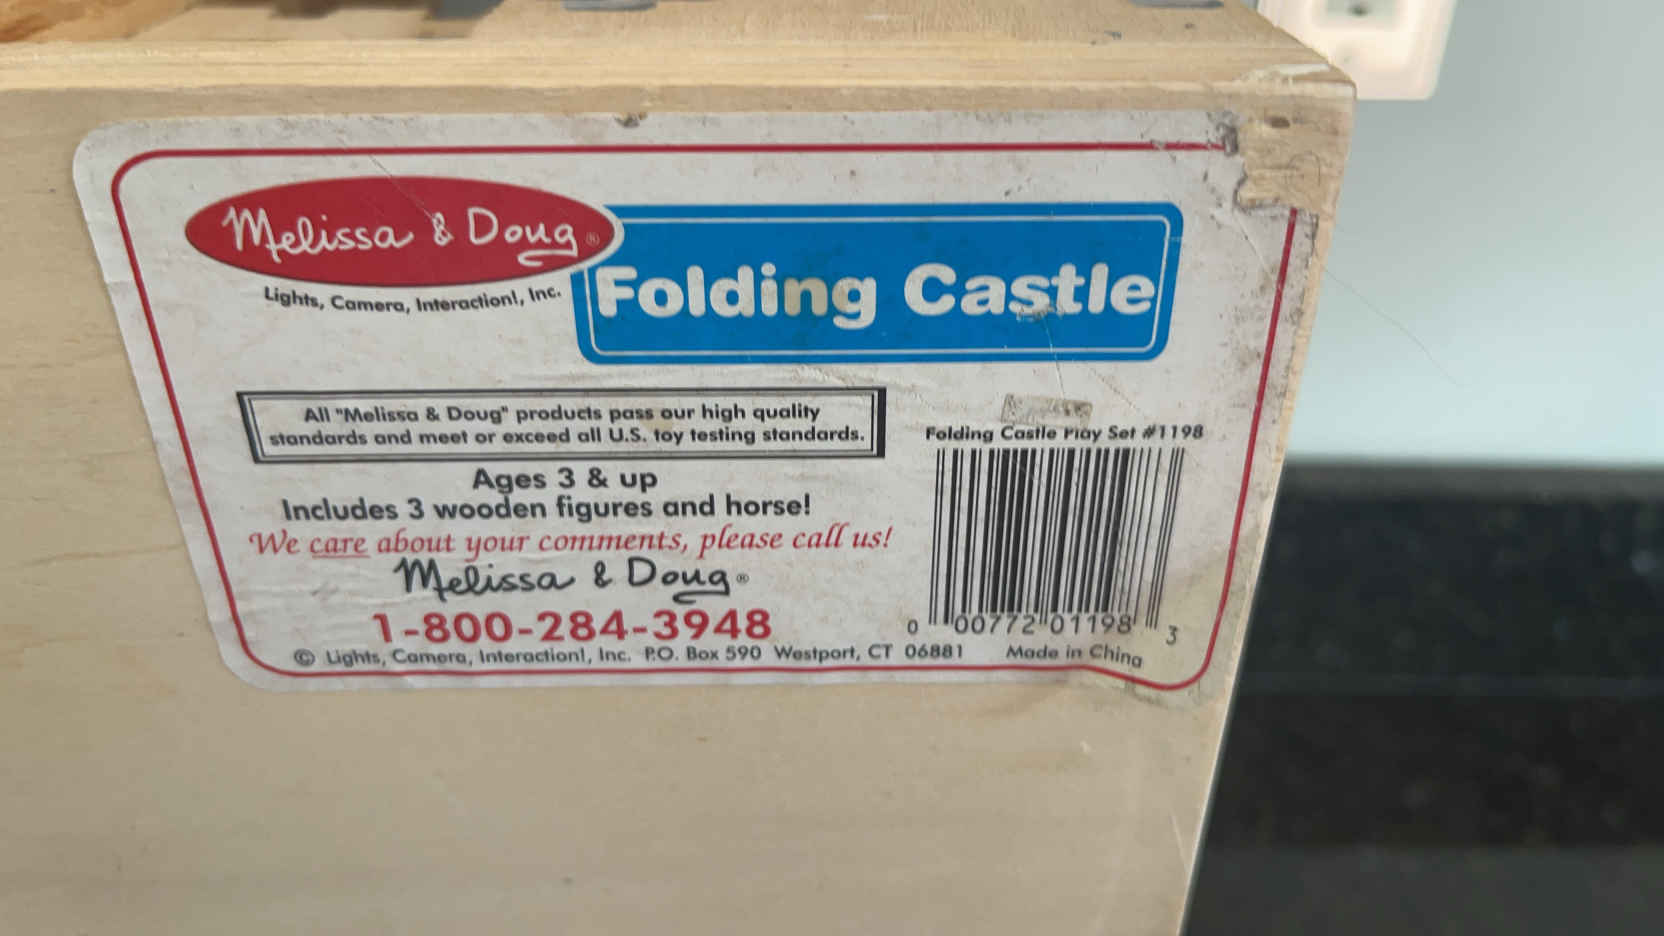 Melissa & Doug®
Lights, Camera, Interaction!, Inc.
Folding Castle
All "Melissa & Doug" products pass our high quality
standards and meet or exceed all U.S. toy testing standards.
Ages 3 & up
Includes 3 wooden figures and horse!
We care about your comments, please call us!
Melissa & Doug®
1-800-284-3948
© Lights, Camera, Interaction!, Inc. P.O. Box 590 Westport, CT 06881
Folding Castle Play Set #1198
0 00772 01198 3
Made in China